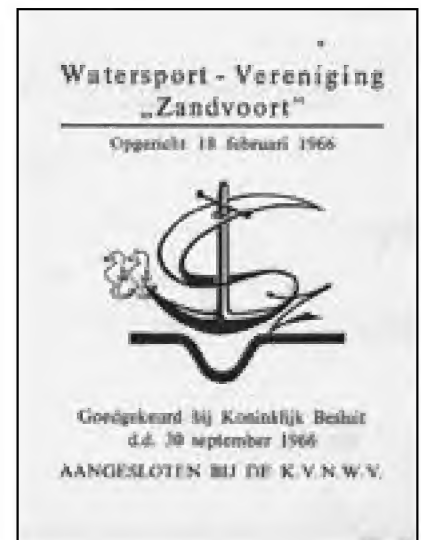 Watersport - Vereniging
„Zandvoort”
Opgericht 18 februari 1966
Goedgekeurd bij Koninklijk Besluit
d.d. 30 september 1966
AANGESLOTEN BIJ DE K.V.N.W.V.